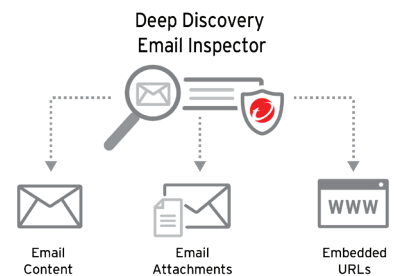 Deep Discovery
Email Inspector
WWW
Email
Content
Email
Attachments
Embedded
URLs